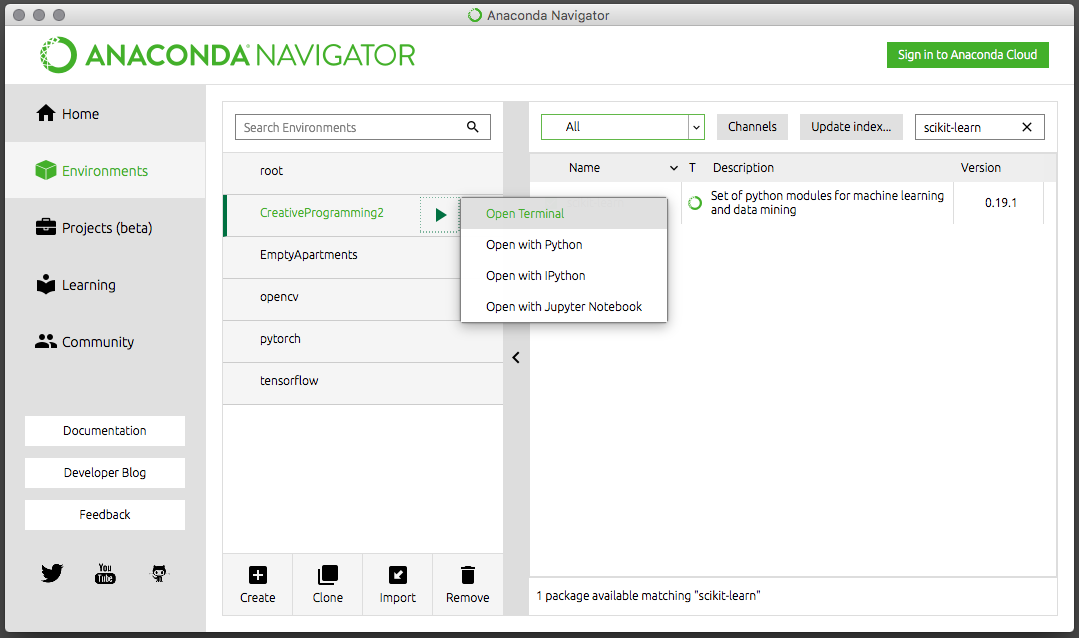 Anaconda Navigator
ANACONDA NAVIGATOR
Sign in to Anaconda Cloud
Home
Environments
Projects (beta)
Learning
Community
Documentation
Developer Blog
Feedback
You
Tube
Search Environments
root
CreativeProgramming2
EmptyApartments
opencv
pytorch
tensorflow
Open Terminal
Open with Python
Open with IPython
Open with Jupyter Notebook
Create
Clone
Import
Remove
All
Channels
Update index...
scikit-learn
Name
T
Description
Version
Set of python modules for machine learning
and data mining
0.19.1
1 package available matching "scikit-learn"